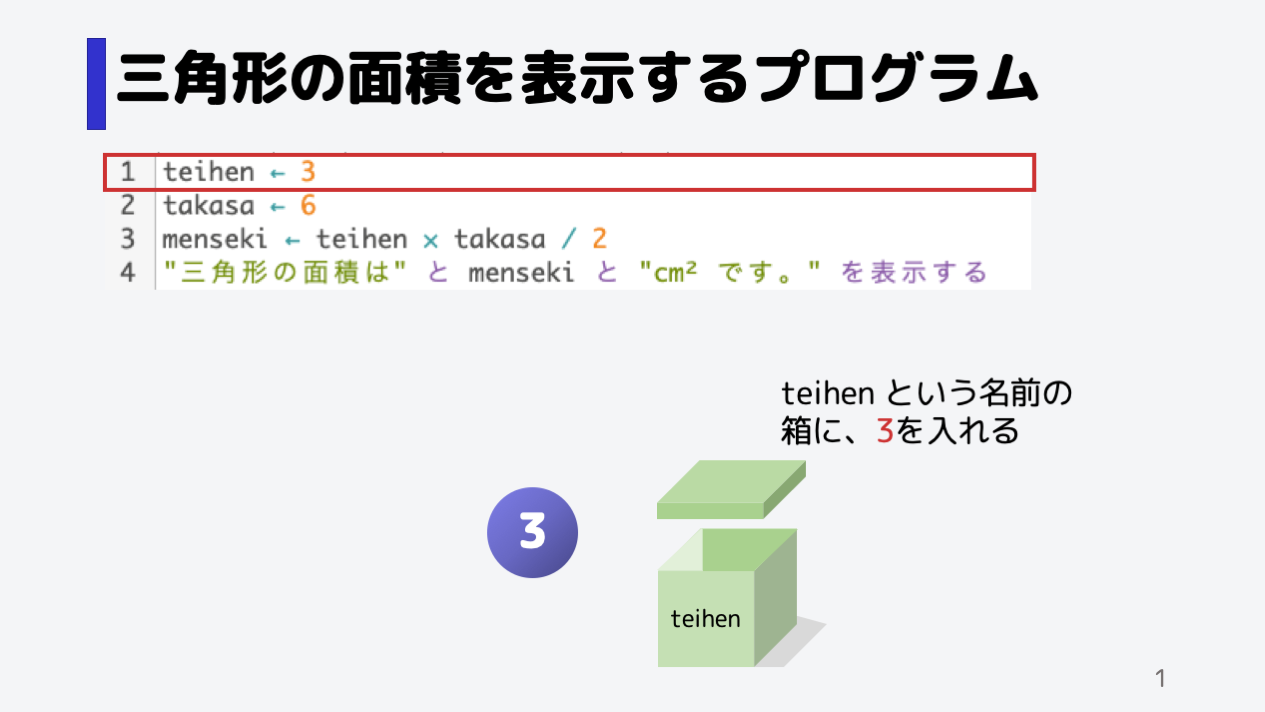 三角形の面積を表示するプログラム
1 teihen ← 3
2 takasa ← 6
3 menseki ← teihen × takasa / 2
4 "三角形の面積は" と menseki と "cm² です。" を表示する
teihen という名前の
箱に、3を入れる
3
teihen
1